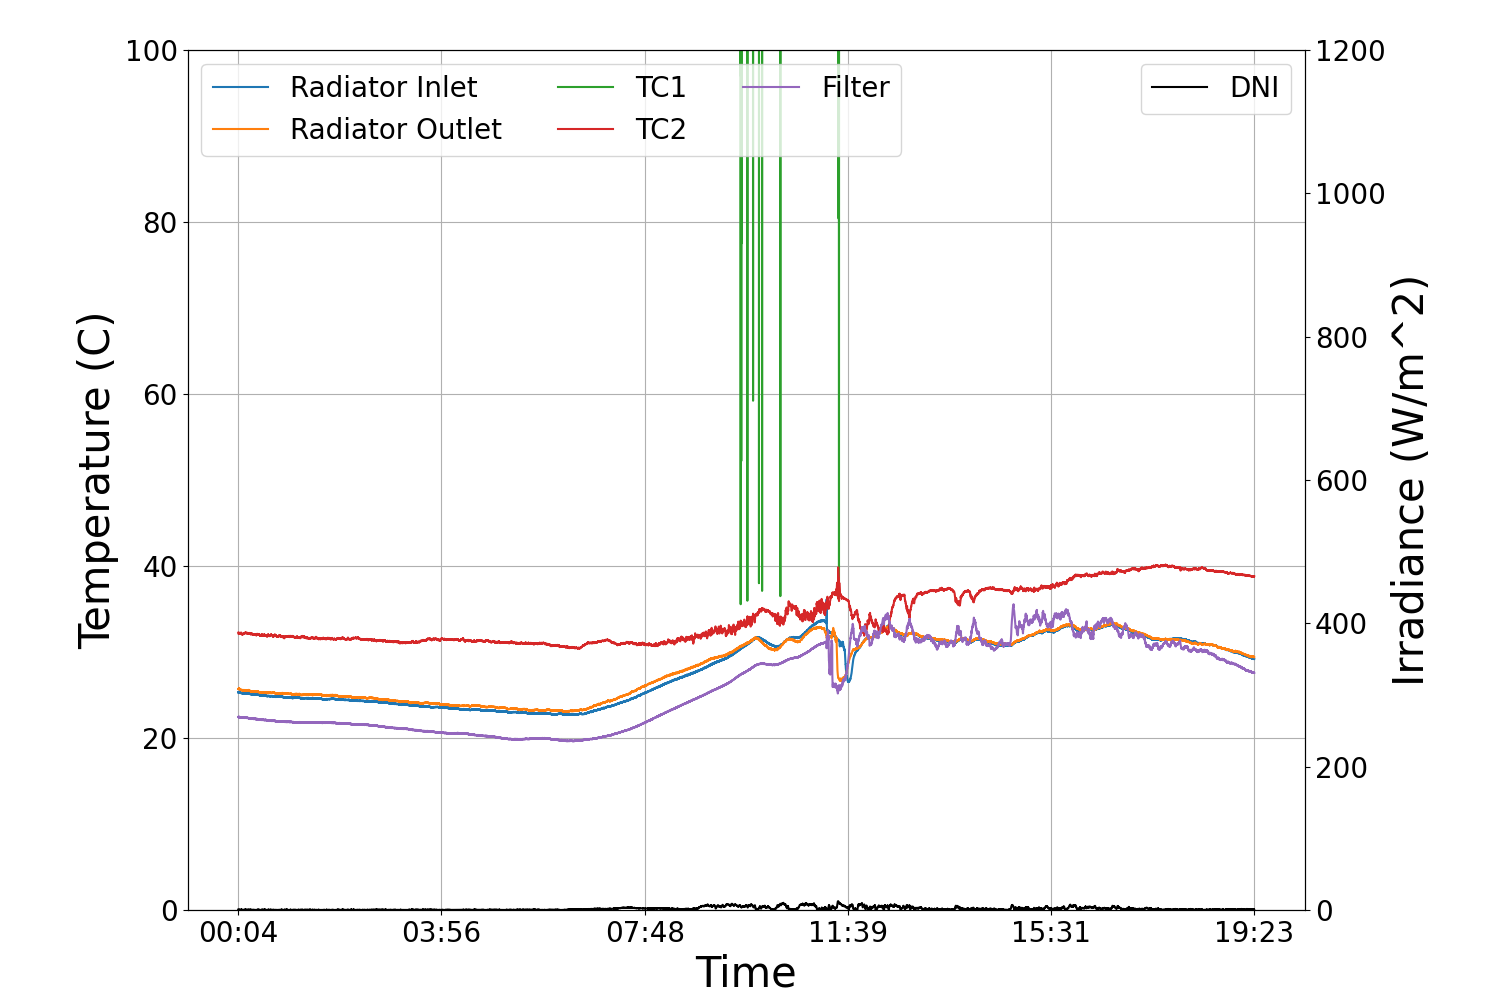 Radiator Inlet
Radiator Outlet
TC1
TC2
Filter
DNI
Temperature (C)
100
80
60
40
20
0
1200
1000
800
600
400
200
0
Irradiance (W/m^2)
00:04 03:56 07:48 11:39 15:31 19:23
Time